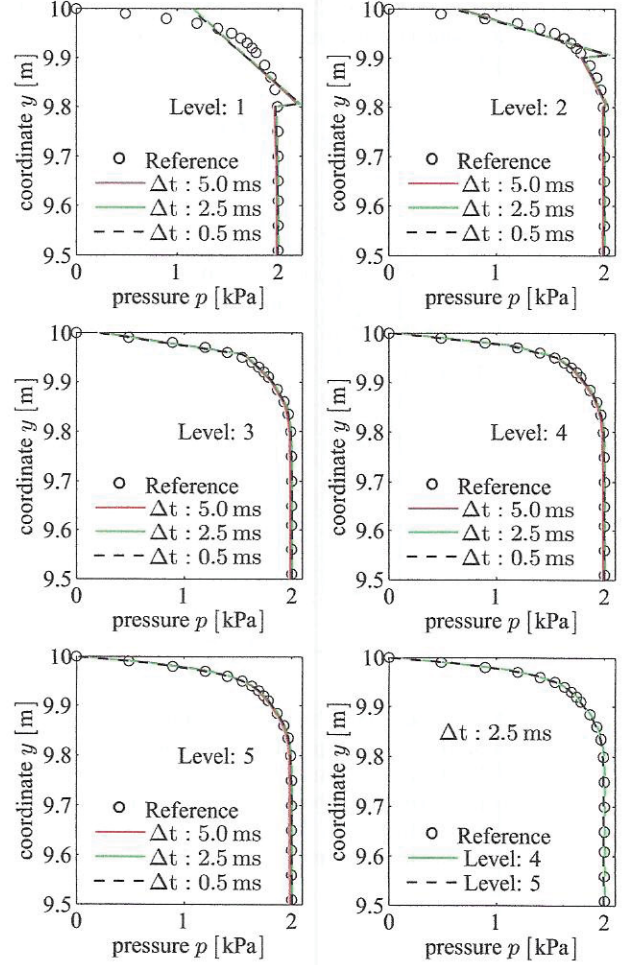 10
9.9
9.8
9.7
9.6
9.5
coordinate y [m]
Level: 1
Reference
Δt : 5.0 ms
Δt : 2.5 ms
Δt : 0.5 ms
0
1
2
pressure p [kPa]
10
9.9
9.8
9.7
9.6
9.5
coordinate y [m]
Level: 2
Reference
Δt : 5.0 ms
Δt : 2.5 ms
Δt : 0.5 ms
0
1
2
pressure p [kPa]
10
9.9
9.8
9.7
9.6
9.5
coordinate y [m]
Level: 3
Reference
Δt : 5.0 ms
Δt : 2.5 ms
Δt : 0.5 ms
0
1
2
pressure p [kPa]
10
9.9
9.8
9.7
9.6
9.5
coordinate y [m]
Level: 4
Reference
Δt : 5.0 ms
Δt : 2.5 ms
Δt : 0.5 ms
0
1
2
pressure p [kPa]
10
9.9
9.8
9.7
9.6
9.5
coordinate y [m]
Level: 5
Reference
Δt : 5.0 ms
Δt : 2.5 ms
Δt : 0.5 ms
0
1
2
pressure p [kPa]
10
9.9
9.8
9.7
9.6
9.5
coordinate y [m]
Δt : 2.5 ms
Reference
Level: 4
Level: 5
0
1
2
pressure p [kPa]